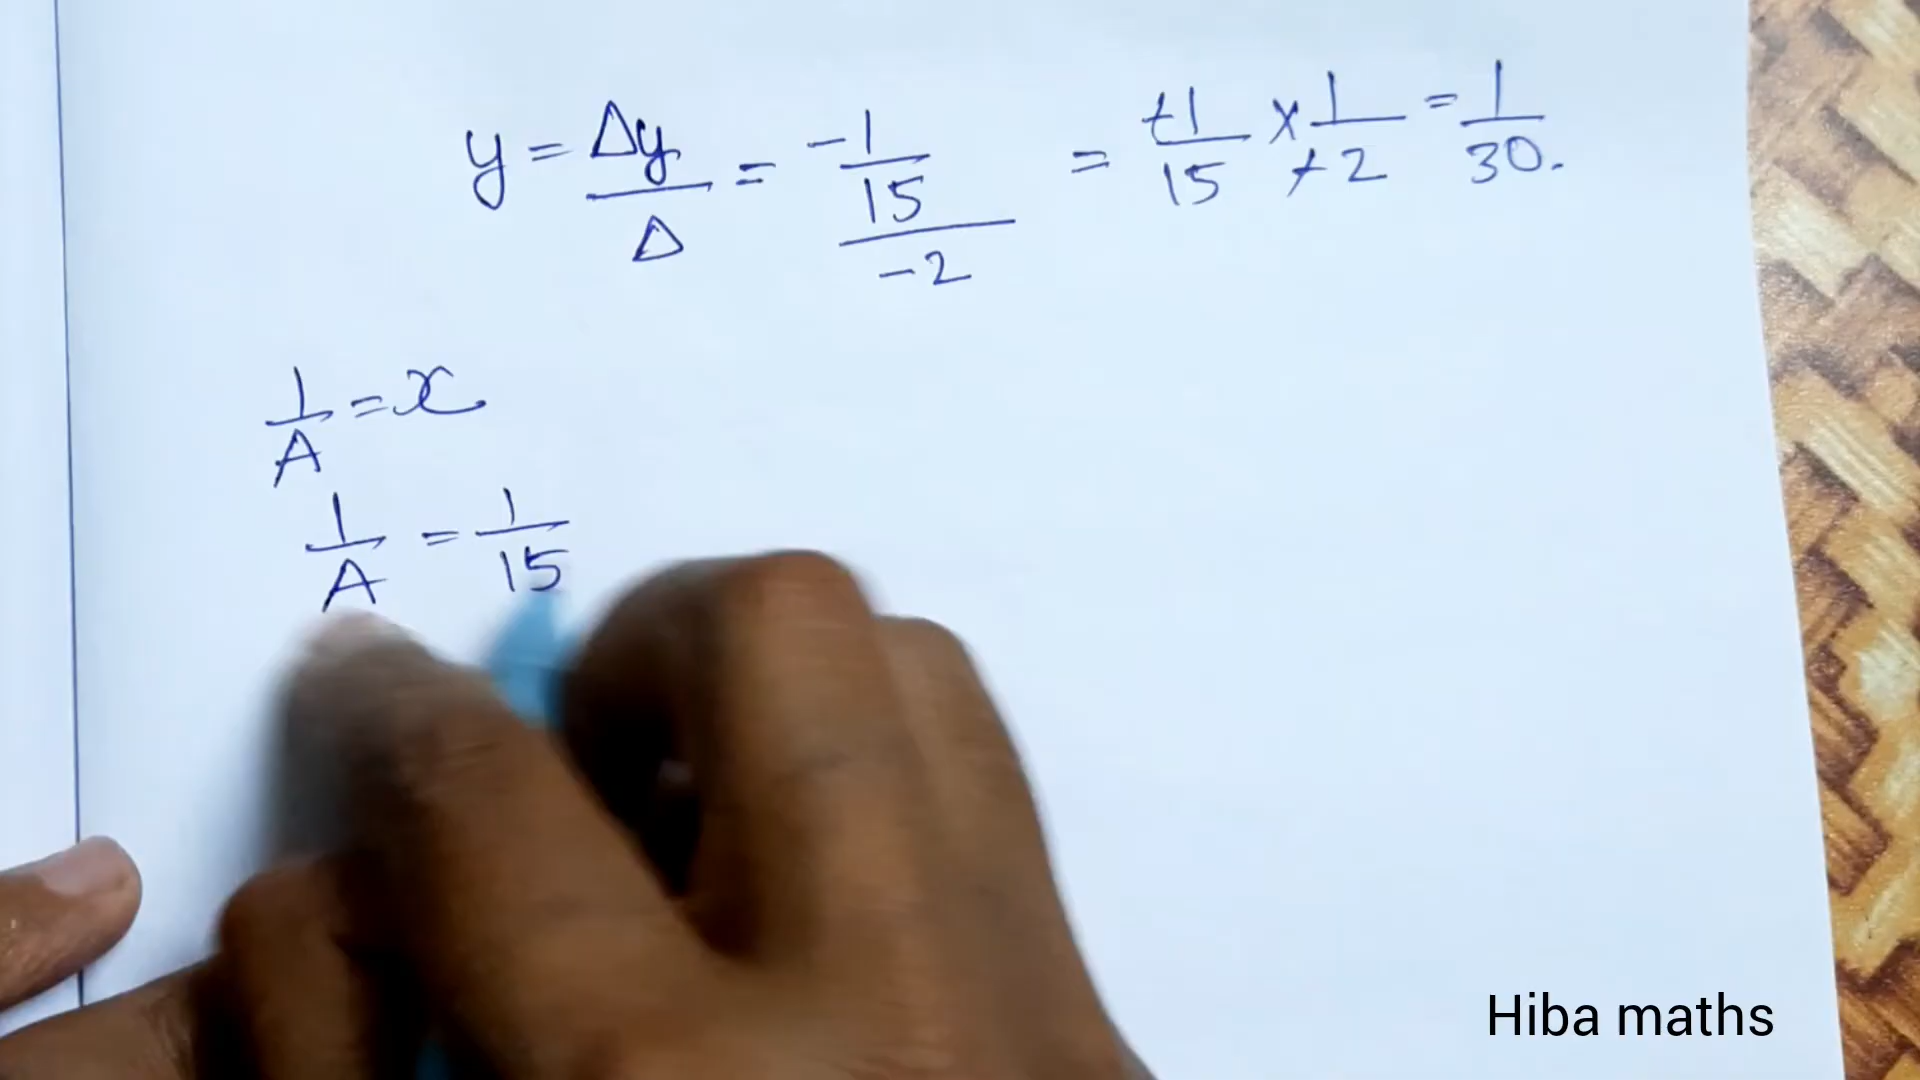 y = Δy/Δ = -1/15/-2 = +1/15 × 1/+2 = 1/30.
1/A = x
1/A = 1/15
Hiba maths